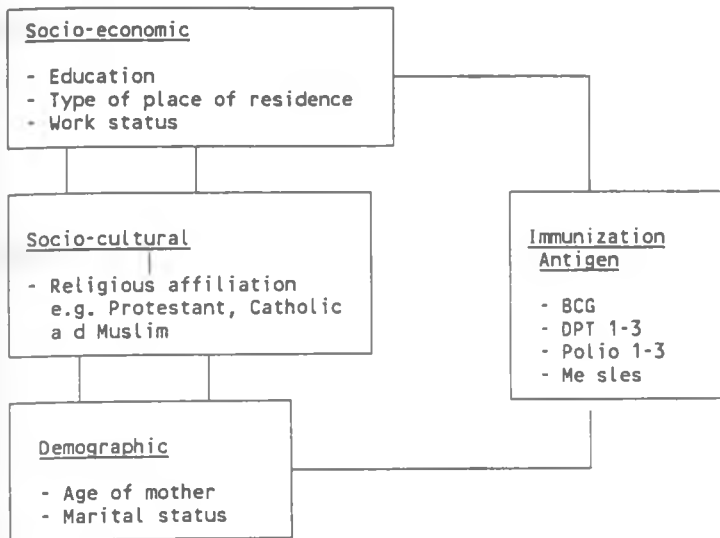 Socio-economic
- Education
- Type of place of residence
- Work status
Socio-cultural
- Religious affiliation
e.g. Protestant, Catholic
a d Muslim
Demographic
- Age of mother
- Marital status
Immunization
Antigen
- BCG
- DPT 1-3
- Polio 1-3
- Me sles